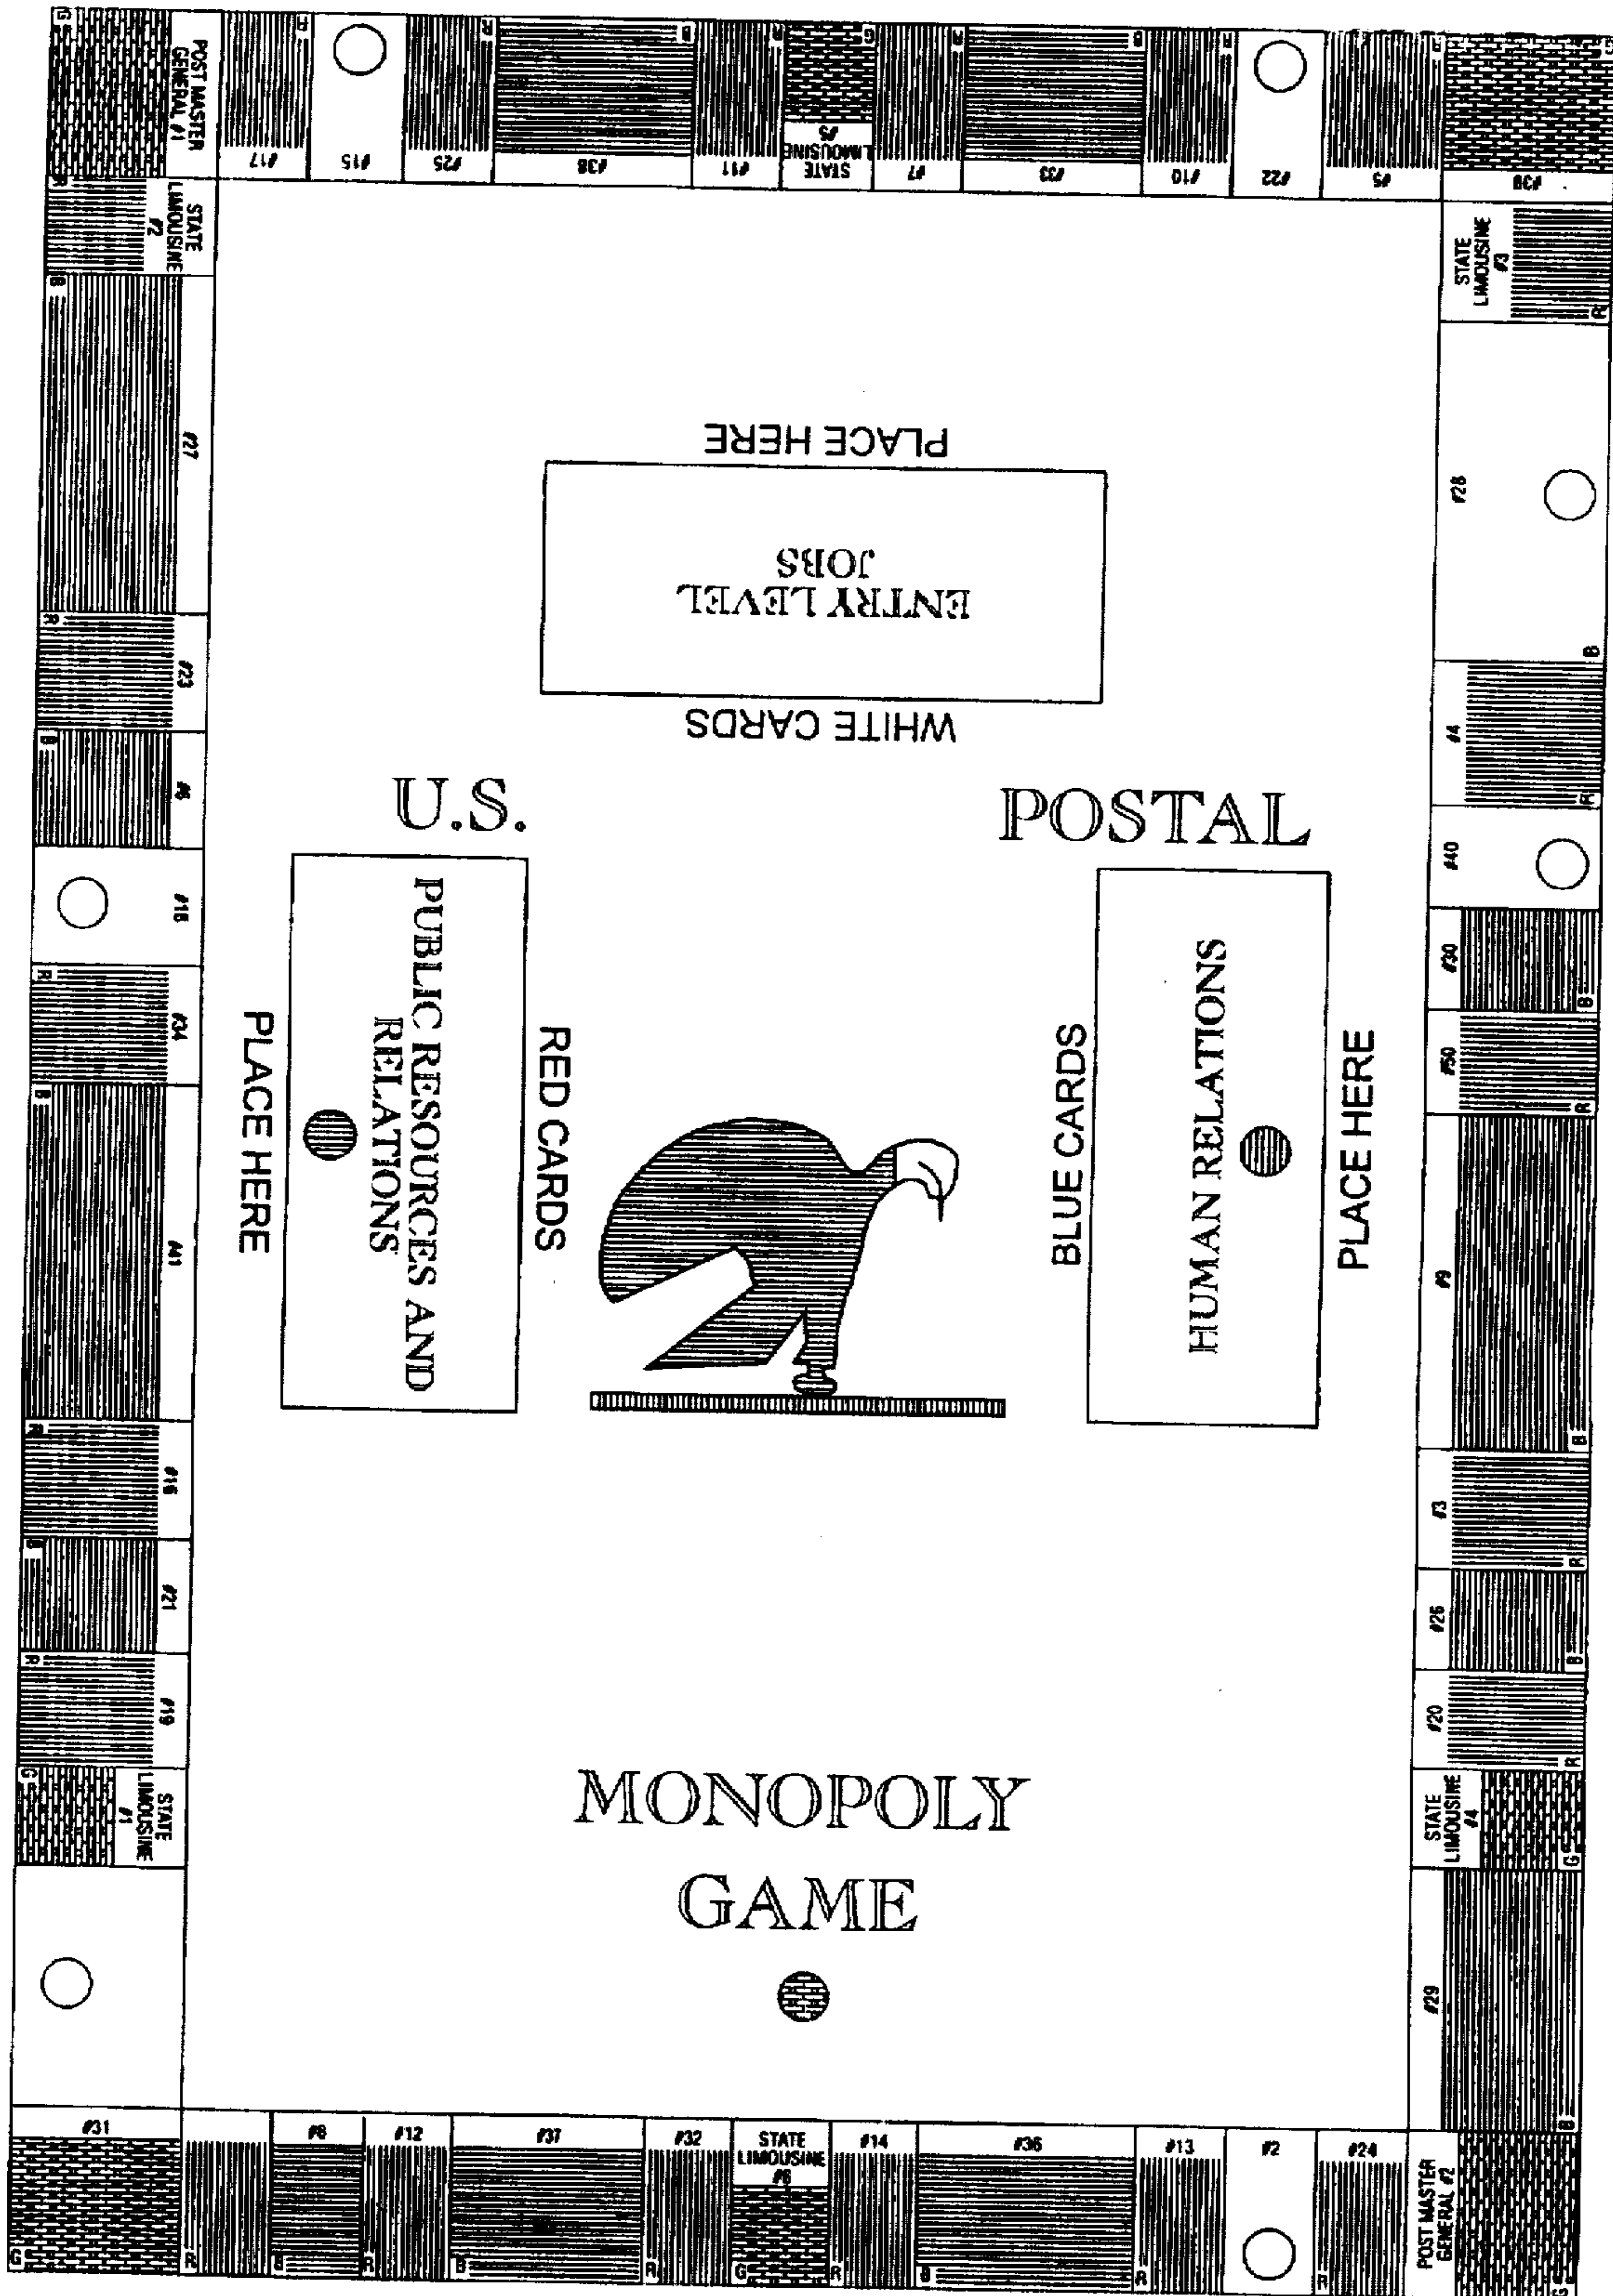 G
POST MASTER
GENERAL #1
R
#17
#15
R
#25
B
#38
R
#11
G
STATE
LIMOUSINE
#5
R
#7
B
#33
R
#10
#22
R
#5
G
#39
STATE
LIMOUSINE
#2
R
#27
B
#23
R
#6
B
#18
#34
R
#41
B
#16
R
#21
B
#19
R
STATE
LIMOUSINE
#1
G
STATE
LIMOUSINE
#3
R
#28
B
#4
R
#40
#30
B
#50
R
#9
B
#3
R
#26
B
#20
R
STATE
LIMOUSINE
#4
G
#29
B
WHITE CARDS
ENTRY LEVEL
JOBS
PLACE HERE
U.S.
POSTAL
RED CARDS
PUBLIC RESOURCES AND
RELATIONS
PLACE HERE
BLUE CARDS
HUMAN RELATIONS
PLACE HERE
MONOPOLY
GAME
#31
G
R
#8
B
#12
R
#37
B
#32
R
STATE
LIMOUSINE
#6
G
#14
R
#36
B
#13
R
#2
#24
R
POST MASTER
GENERAL #2